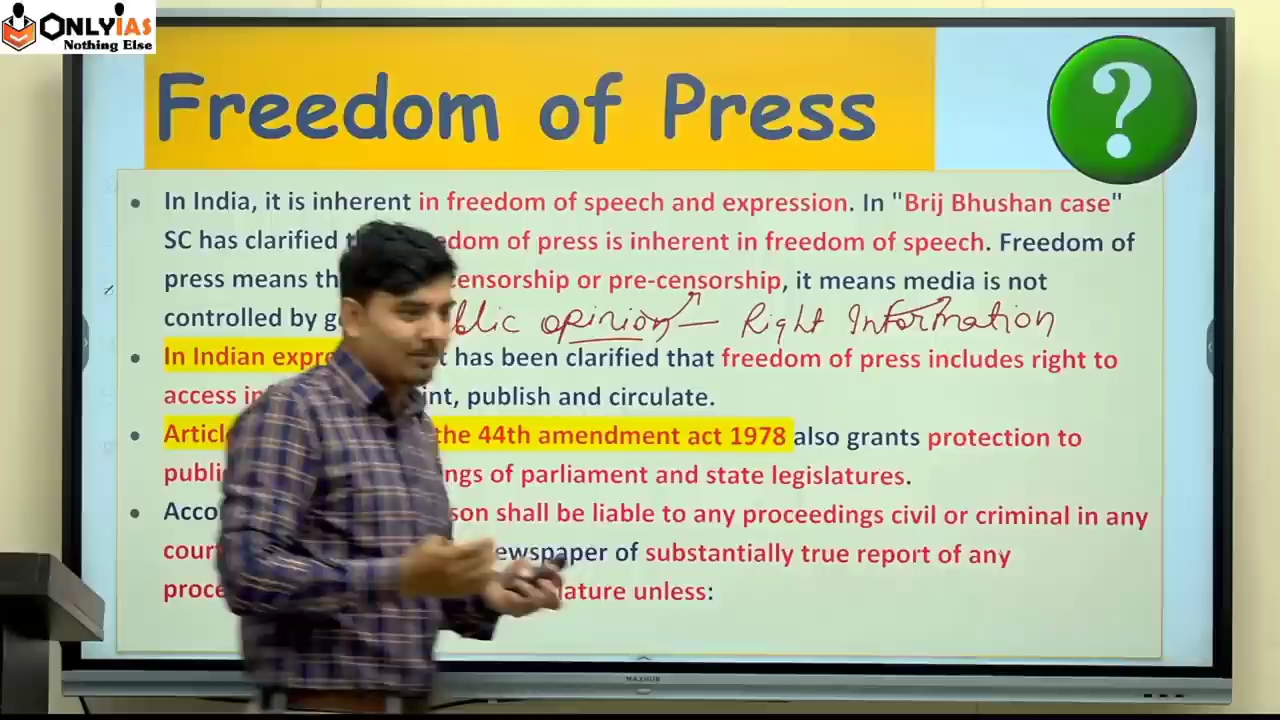 ONLYIAS
Nothing Else
Freedom of Press
?
• In India, it is inherent in freedom of speech and expression. In "Brij Bhushan case"
SC has clarified edom of press is inherent in freedom of speech. Freedom of
press means censorship or pre-censorship, it means media is not
controlled by
blic opinion — Right Information
• In Indian expre t has been clarified that freedom of press includes right to
access int, publish and circulate.
• Articl the 44th amendment act 1978 also grants protection to
public ngs of parliament and state legislatures.
• Acco son shall be liable to any proceedings civil or criminal in any
cour ewspaper of substantially true report of any
proce lature unless:
MAXHUB